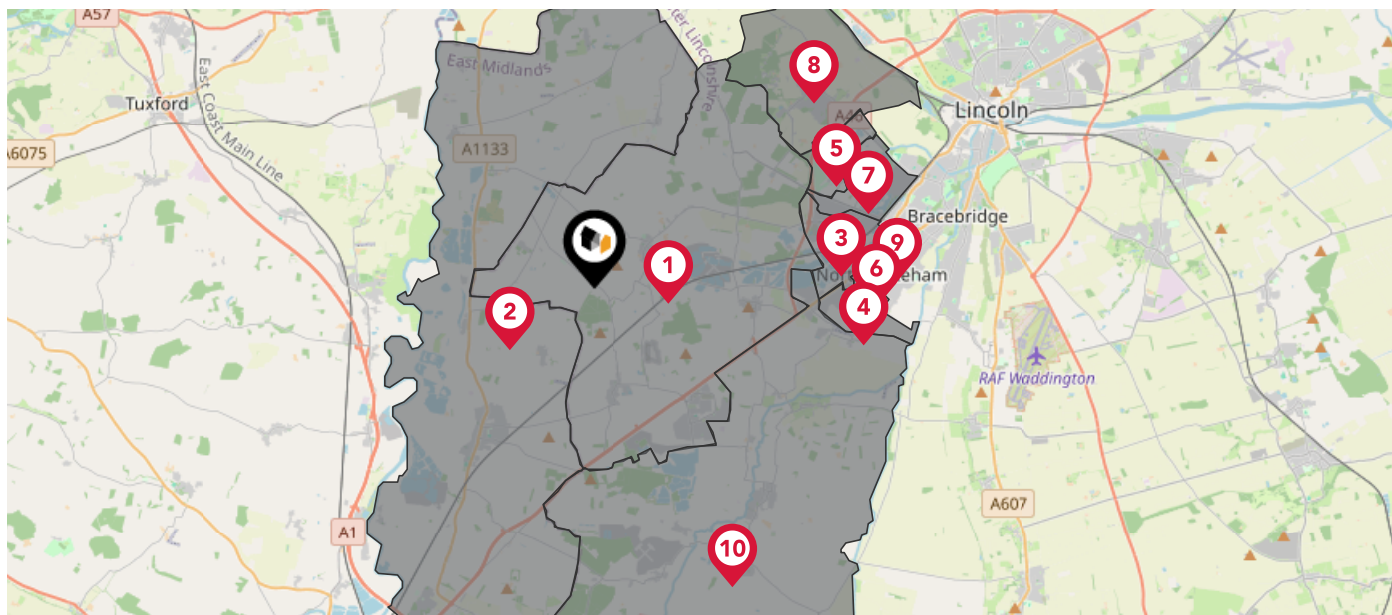 A57
East Midlands
8
Tuxford
Lincoln
A46
East Coast Main Line
A6075
A1133
5
7
Bracebridge
3
9
1
6
2
4
RAF Waddington
A607
A1
10